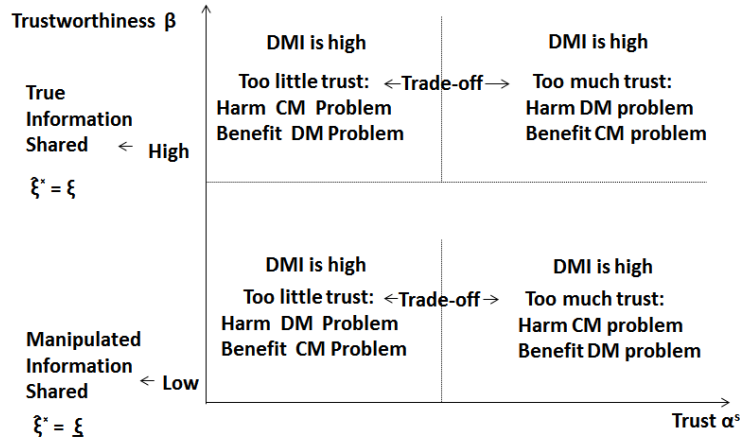 Trustworthiness β
DMI is high
DMI is high
Too little trust: ←Trade-off→ Too much trust:
Harm CM Problem
Harm DM problem
Benefit DM Problem
Benefit CM problem
True
Information
Shared ← High
ξ̂* = ξ
DMI is high
DMI is high
Too little trust: ←Trade-off→ Too much trust:
Harm DM Problem
Harm CM problem
Benefit CM Problem
Benefit DM problem
Manipulated
Information
Shared ← Low
ξ̂* = ξ̲
Trust αˢ